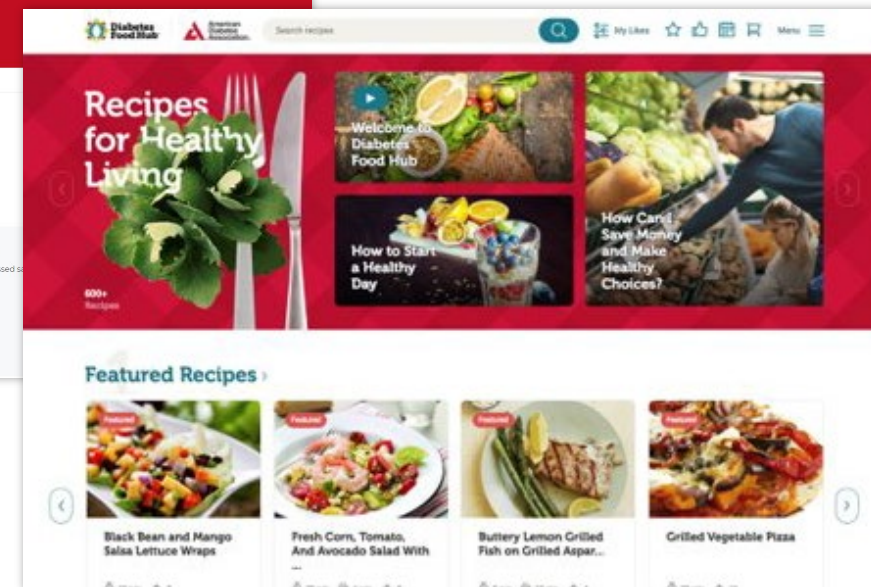 Diabetes
Food Hub
American
Diabetes
Association.
Search recipes
My Likes
Menu
Recipes
for Healthy
Living
600+
Recipes
Welcome to
Diabetes
Food Hub
How to Start
a Healthy
Day
How Can I
Save Money
and Make
Healthy
Choices?
Featured Recipes ›
Featured
Featured
Featured
Featured
Black Bean and Mango
Salsa Lettuce Wraps
Fresh Corn, Tomato,
And Avocado Salad With
...
Buttery Lemon Grilled
Fish on Grilled Aspar...
Grilled Vegetable Pizza